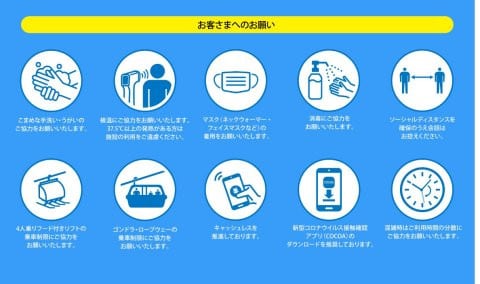 お客さまへのお願い
こまめな手洗い・うがいの
ご協力をお願いいたします。
検温にご協力をお願いいたします。
37.5℃以上の発熱がある方は
施設の利用をご遠慮ください。
マスク(ネックウォーマー・
フェイスマスクなど)の
着用をお願いいたします。
消毒にご協力を
お願いいたします。
ソーシャルディスタンスを
確保のうえ会話は
お控えください。
4人乗りフード付きリフトの
乗車制限にご協力を
お願いいたします。
ゴンドラ・ロープウェーの
乗車制限にご協力を
お願いいたします。
キャッシュレスを
推進しております。
新型コロナウイルス接触確認
アプリ(COCOA)の
ダウンロードを推奨しております。
混雑時はご利用時間の分散に
ご協力をお願いいたします。